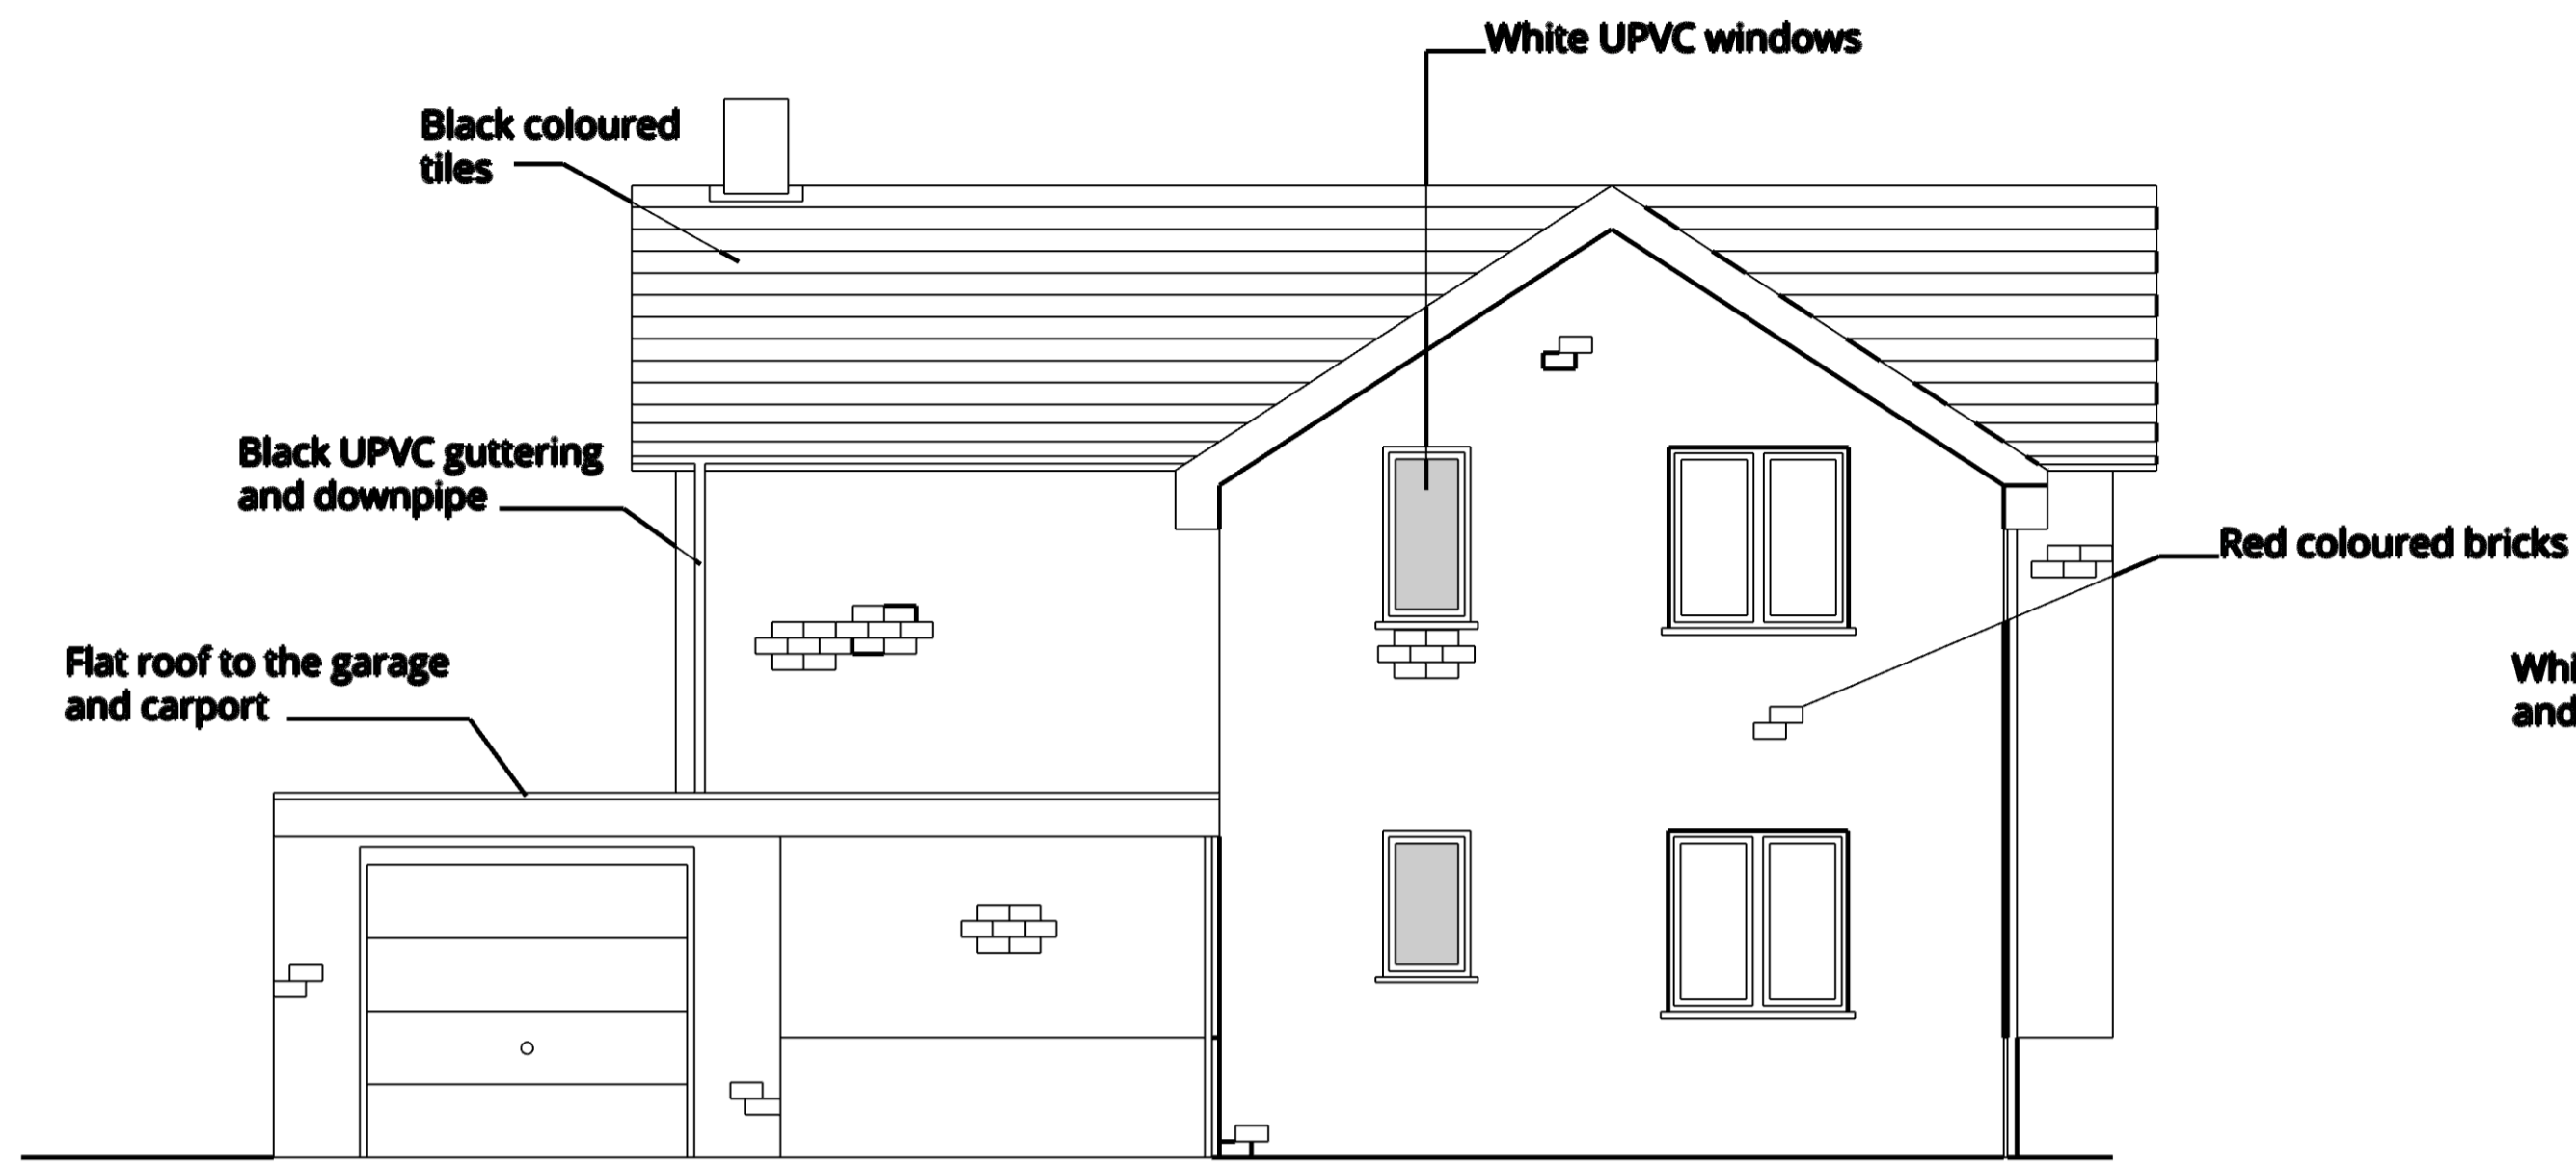 White UPVC windows
Black coloured
tiles
Black UPVC guttering
and downpipe
Red coloured bricks
Flat roof to the garage
and carport
and